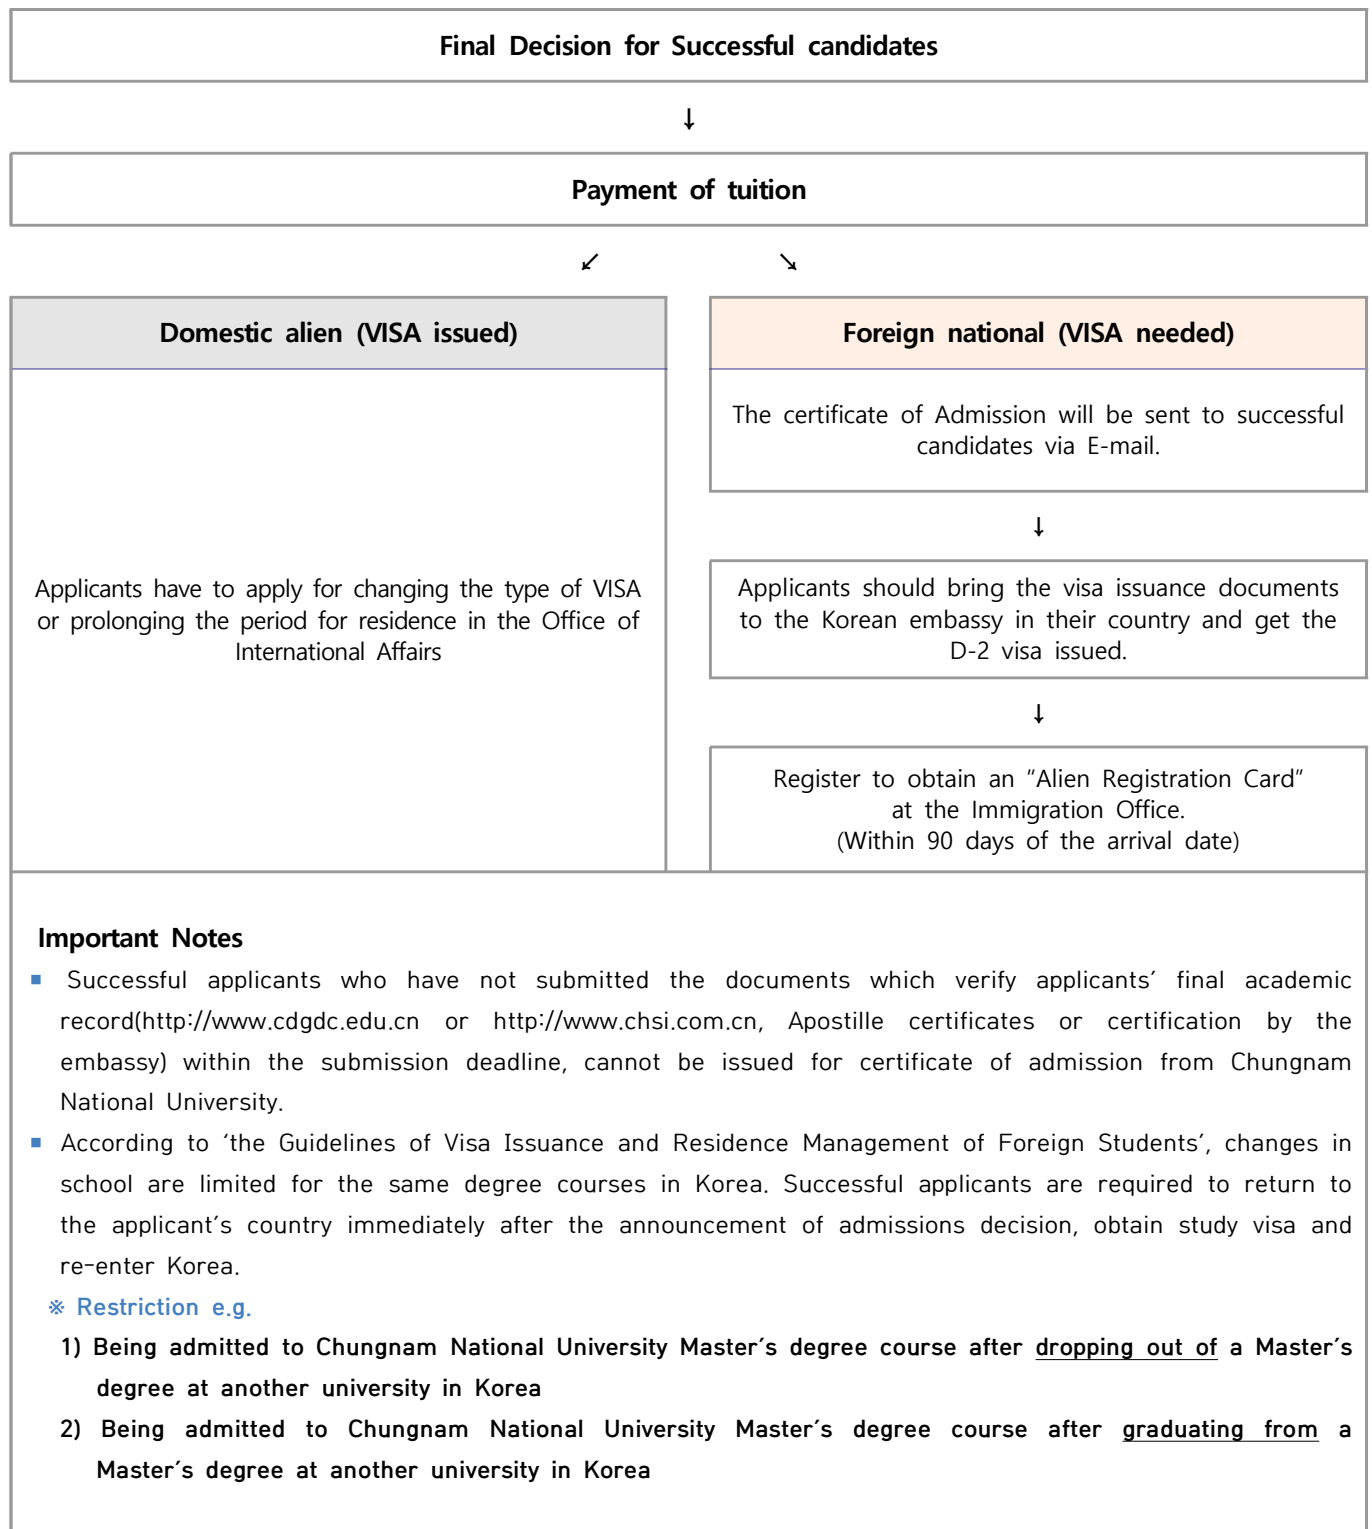 Final Decision for Successful candidates
↓
Payment of tuition
↙ ↘
Domestic alien (VISA issued)
Applicants have to apply for changing the type of VISA
or prolonging the period for residence in the Office of
International Affairs
Foreign national (VISA needed)
The certificate of Admission will be sent to successful
candidates via E-mail.
↓
Applicants should bring the visa issuance documents
to the Korean embassy in their country and get the
D-2 visa issued.
↓
Register to obtain an "Alien Registration Card"
at the Immigration Office.
(Within 90 days of the arrival date)
Important Notes
▪ Successful applicants who have not submitted the documents which verify applicants' final academic
record(http://www.cdgdc.edu.cn or http://www.chsi.com.cn, Apostille certificates or certification by the
embassy) within the submission deadline, cannot be issued for certificate of admission from Chungnam
National University.
▪ According to 'the Guidelines of Visa Issuance and Residence Management of Foreign Students', changes in
school are limited for the same degree courses in Korea. Successful applicants are required to return to
the applicant's country immediately after the announcement of admissions decision, obtain study visa and
re-enter Korea.
※ Restriction e.g.
1) Being admitted to Chungnam National University Master's degree course after dropping out of a Master's
degree at another university in Korea
2) Being admitted to Chungnam National University Master's degree course after graduating from a
Master's degree at another university in Korea